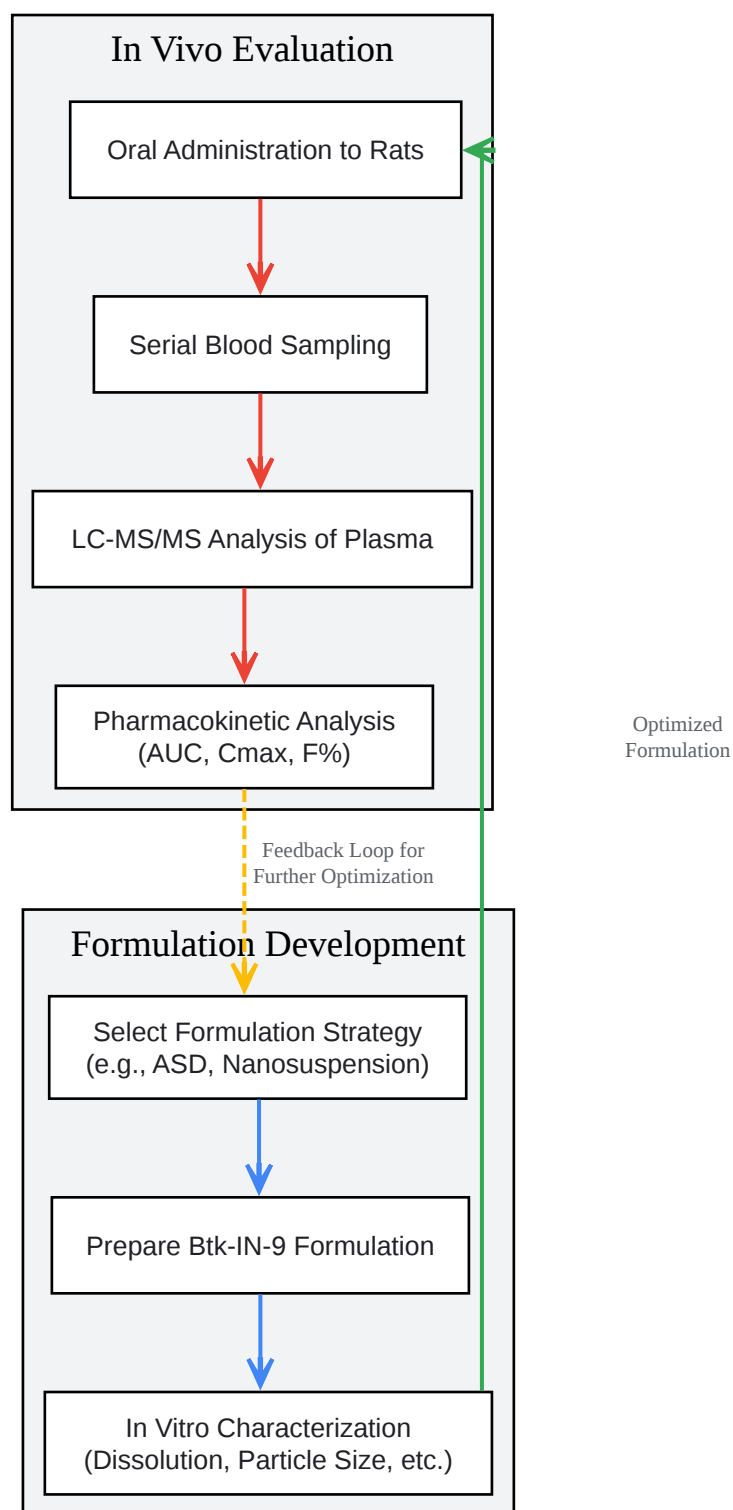 In Vivo Evaluation
Oral Administration to Rats
Serial Blood Sampling
LC-MS/MS Analysis of Plasma
Pharmacokinetic Analysis
(AUC, Cmax, F%)
Optimized
Formulation
Feedback Loop for
Further Optimization
Formulation Development
Select Formulation Strategy
(e.g., ASD, Nanosuspension)
Prepare Btk-IN-9 Formulation
In Vitro Characterization
(Dissolution, Particle Size, etc.)